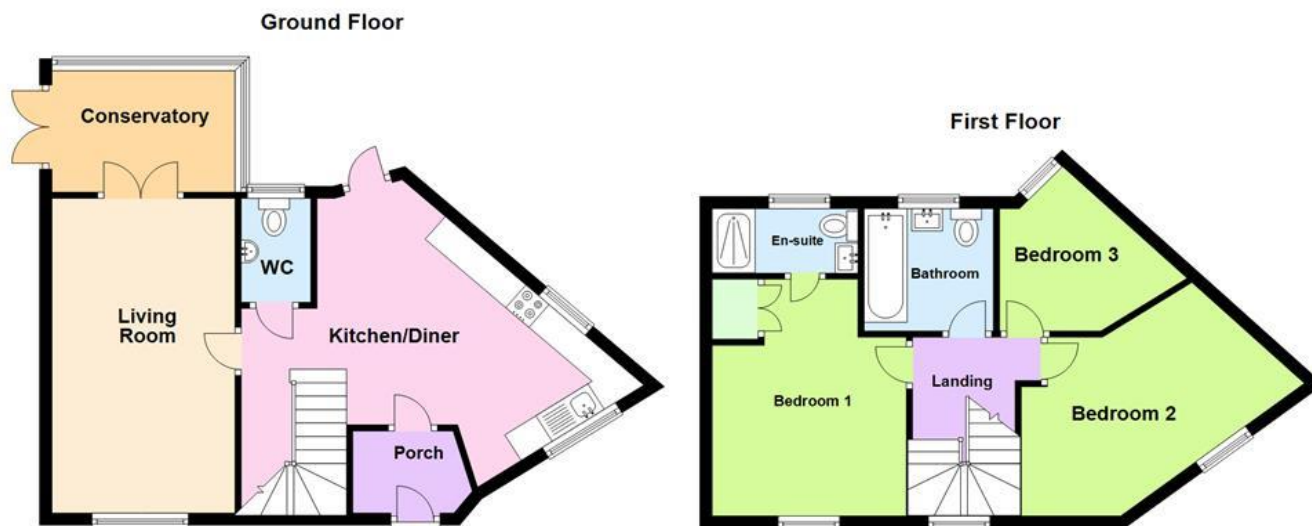 Ground Floor
Conservatory
WC
Living
Room
Kitchen/Diner
Porch
First Floor
En-suite
Bathroom
Bedroom 3
Landing
Bedroom 1
Bedroom 2